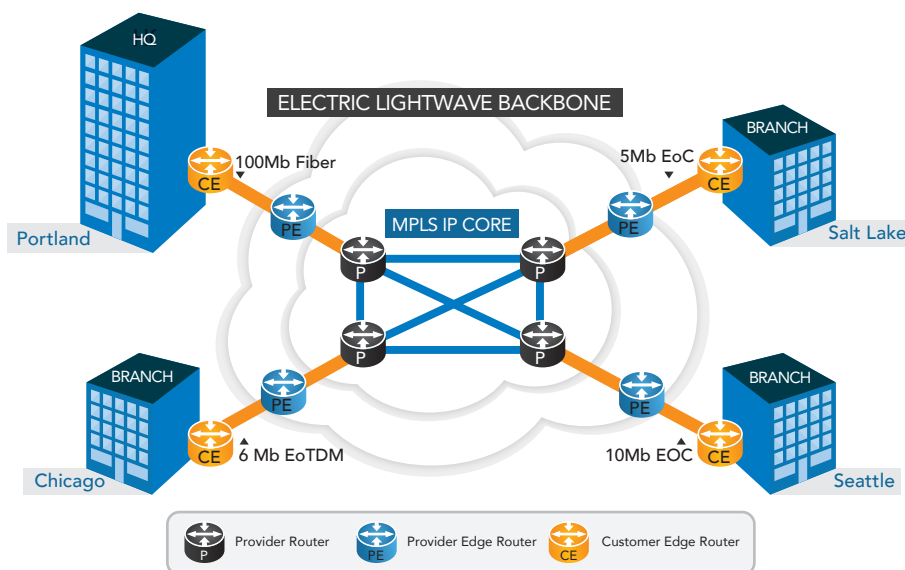 HQ
ELECTRIC LIGHTWAVE BACKBONE
BRANCH
100Mb Fiber
5Mb EoC
CE
CE
PE
PE
Portland
MPLS IP CORE
Salt Lake
P
P
P
P
BRANCH
BRANCH
PE
PE
CE
6 Mb EoTDM
10Mb EOC
CE
Chicago
Seattle
P
Provider Router
PE
Provider Edge Router
CE
Customer Edge Router